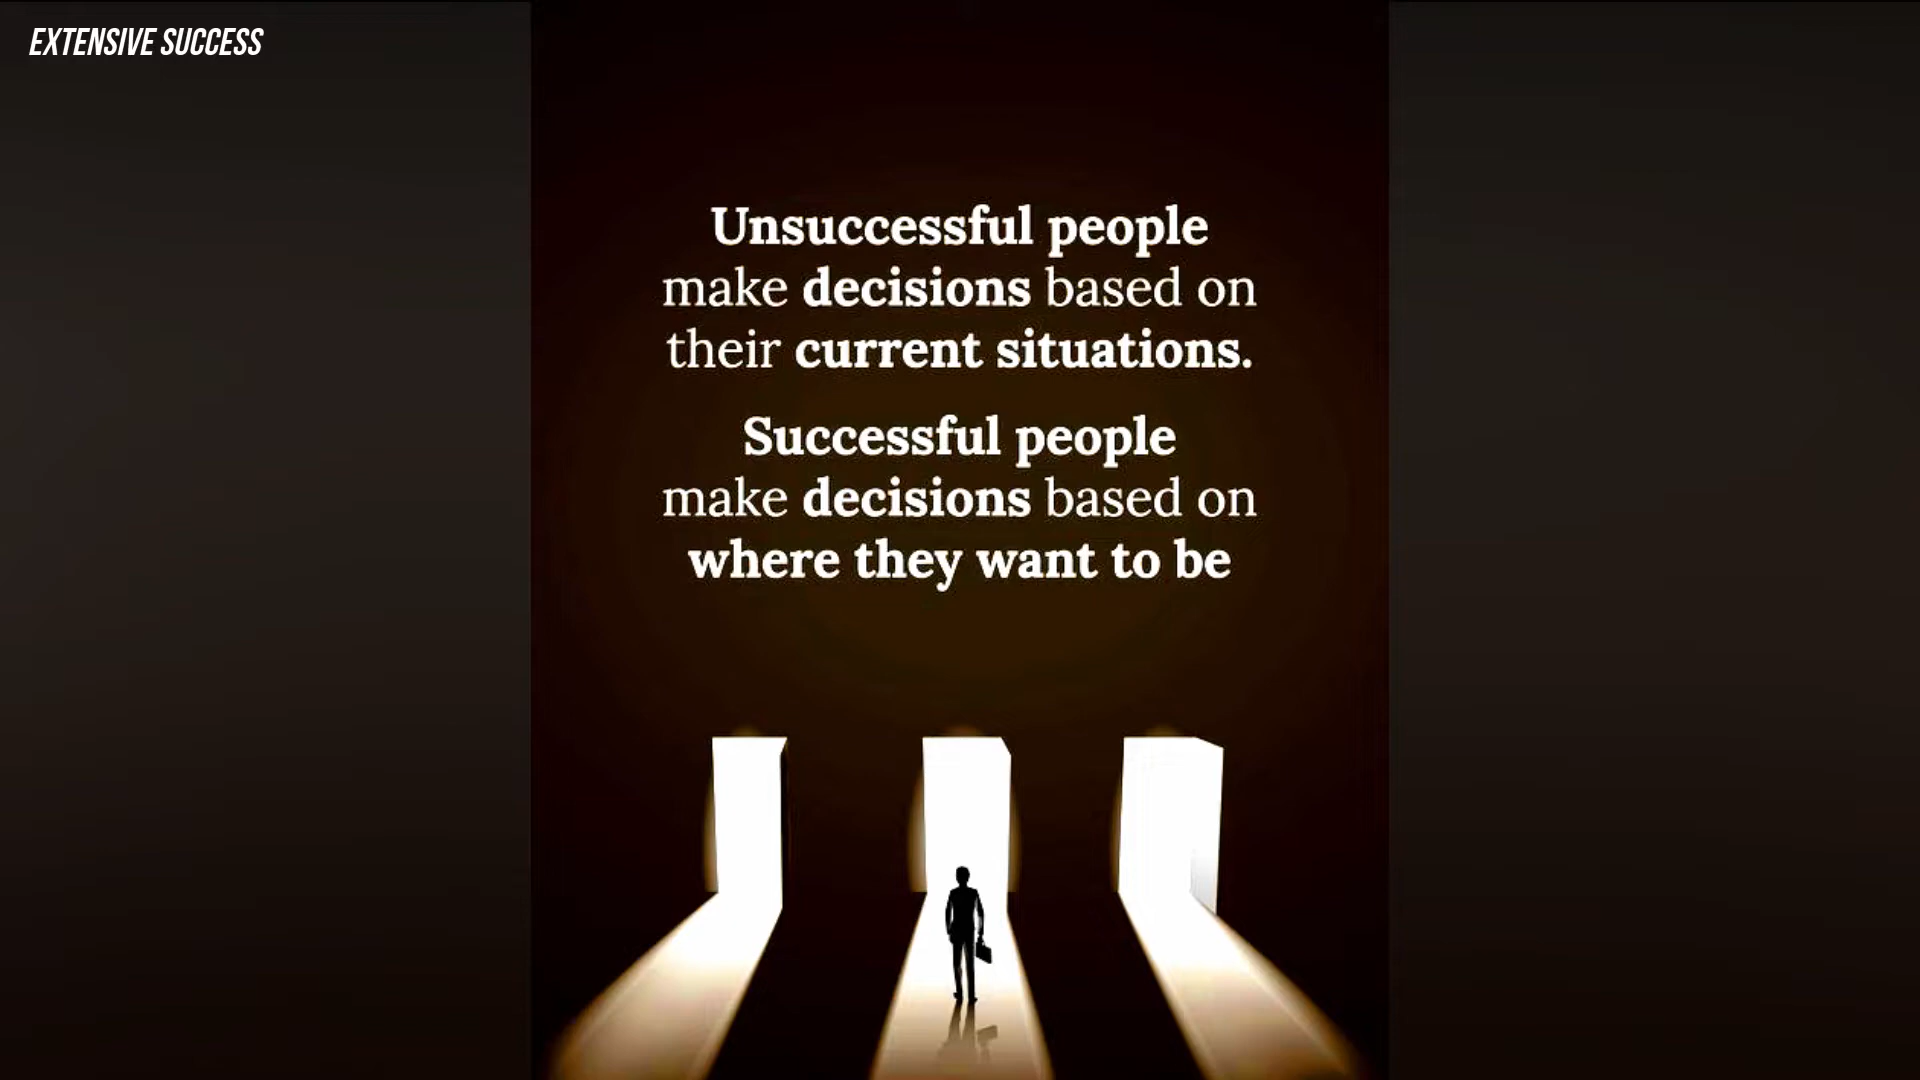 EXTENSIVE SUCCESS
Unsuccessful people
make decisions based on
their current situations.
Successful people
make decisions based on
where they want to be